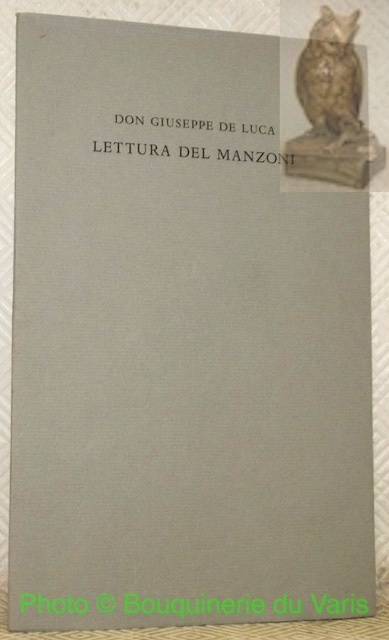 DON GIUSEPPE DE LUCA
LETTURA DEL MANZONI
Photo © Bouquinerie du Varis